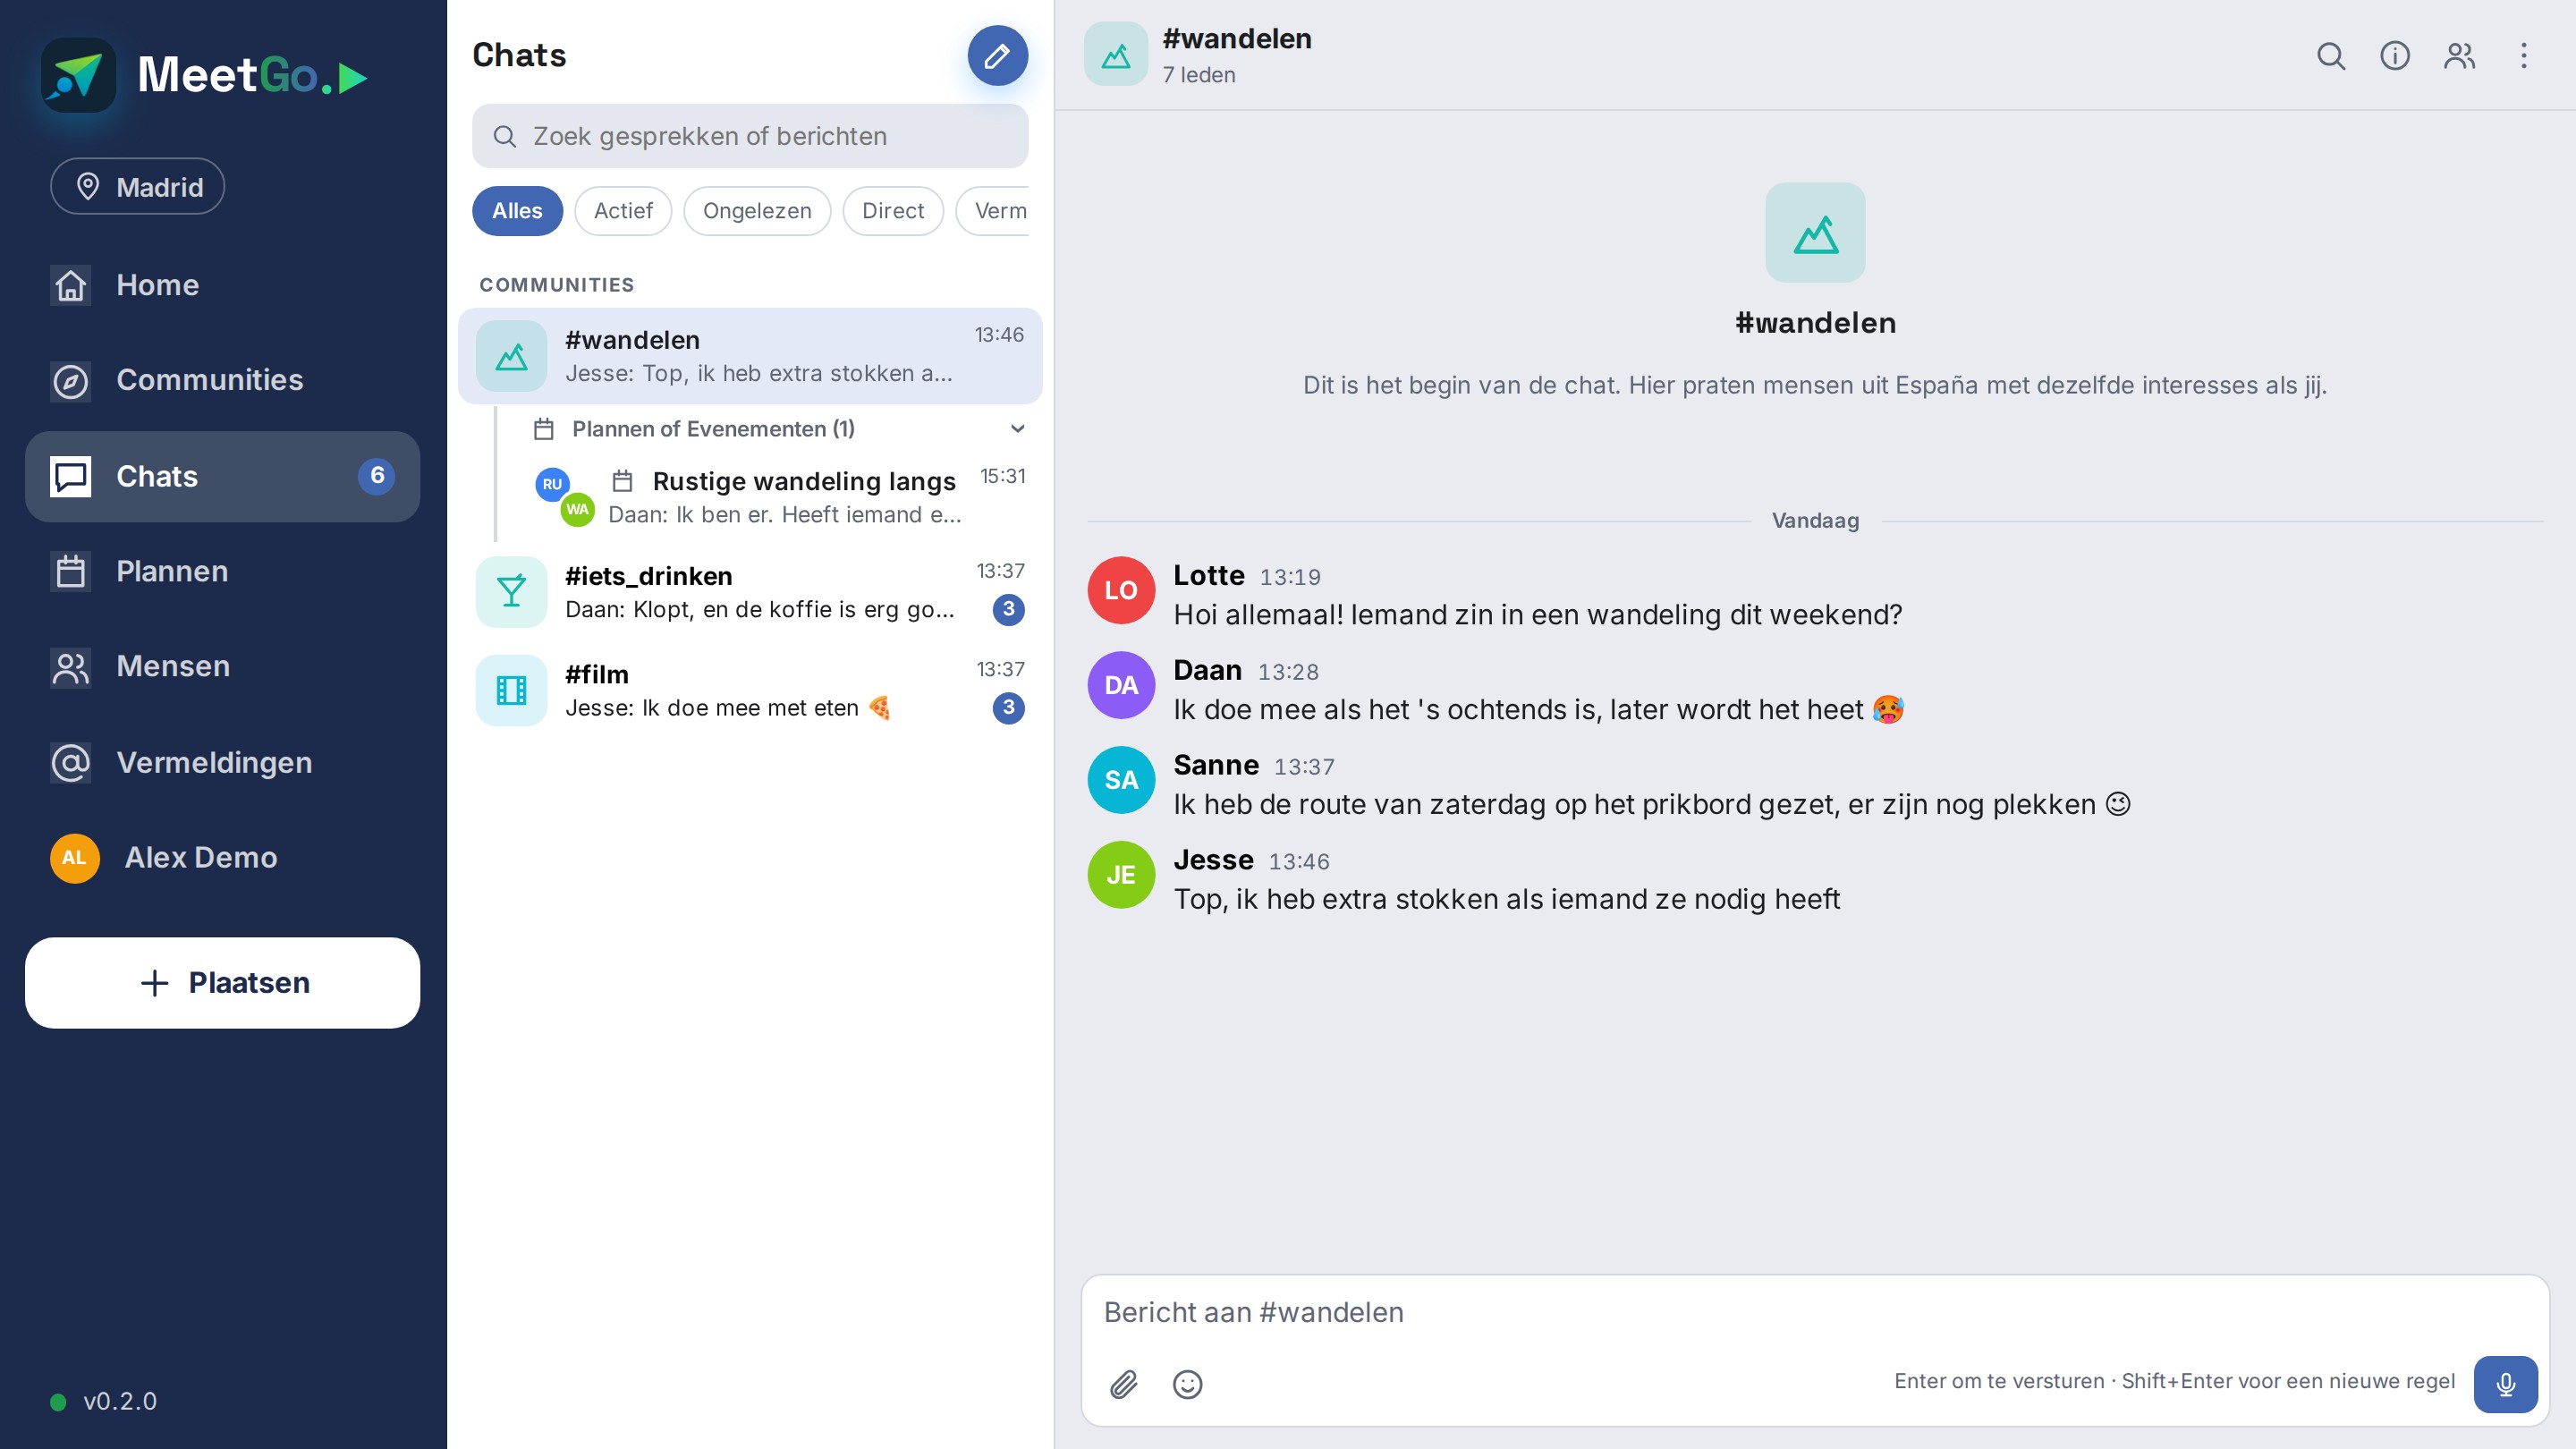 MeetGo.
Madrid
Home
Communities
Chats
6
Plannen
Mensen
Vermeldingen
AL
Alex Demo
Plaatsen
v0.2.0
Chats
Zoek gesprekken of berichten
Alles
Actief
Ongelezen
Direct
Verm
COMMUNITIES
#wandelen
13:46
Jesse: Top, ik heb extra stokken a...
Plannen of Evenementen (1)
RU
WA
Rustige wandeling langs
15:31
Daan: Ik ben er. Heeft iemand e...
#iets_drinken
13:37
Daan: Klopt, en de koffie is erg go...
3
#film
13:37
Jesse: Ik doe mee met eten 🍕
3
#wandelen
7 leden
#wandelen
Dit is het begin van de chat. Hier praten mensen uit España met dezelfde interesses als jij.
Vandaag
LO
Lotte 13:19
Hoi allemaal! Iemand zin in een wandeling dit weekend?
DA
Daan 13:28
Ik doe mee als het 's ochtends is, later wordt het heet 🥵
SA
Sanne 13:37
Ik heb de route van zaterdag op het prikbord gezet, er zijn nog plekken 😉
JE
Jesse 13:46
Top, ik heb extra stokken als iemand ze nodig heeft
Bericht aan #wandelen
Enter om te versturen · Shift+Enter voor een nieuwe regel